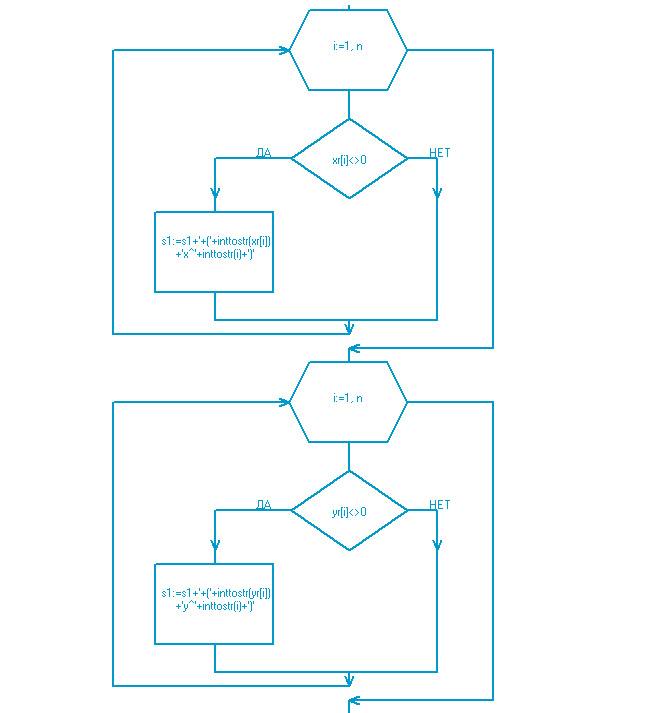 i:=1, n
xr[i]<>0
ДА
НЕТ
s1:=s1+'+('+inttostr(xr[i])
+'x^'+inttostr(i)+')'
i:=1, n
yr[i]<>0
ДА
НЕТ
s1:=s1+'+('+inttostr(yr[i])
+'y^'+inttostr(i)+')'